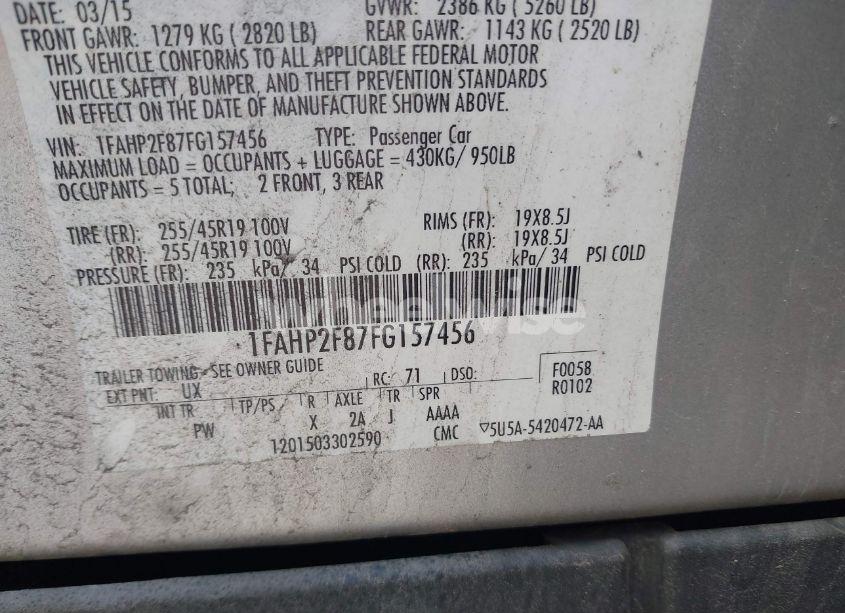 DATE: 03/15 GVWR: 2386 KG ( 5260 LB)
FRONT GAWR: 1279 KG ( 2820 LB) REAR GAWR: 1143 KG ( 2520 LB)
THIS VEHICLE CONFORMS TO ALL APPLICABLE FEDERAL MOTOR
VEHICLE SAFETY, BUMPER, AND THEFT PREVENTION STANDARDS
IN EFFECT ON THE DATE OF MANUFACTURE SHOWN ABOVE.
VIN: 1FAHP2F87FG157456 TYPE: Passenger Car
MAXIMUM LOAD = OCCUPANTS + LUGGAGE = 430KG/ 950LB
OCCUPANTS = 5 TOTAL; 2 FRONT, 3 REAR
TIRE (FR): 255/45R19 100V RIMS (FR): 19X8.5J
(RR): 255/45R19 100V (RR): 19X8.5J
PRESSURE (FR): 235 kPa/ 34 PSI COLD (RR): 235 kPa/ 34 PSI COLD
1FAHP2F87FG157456
TRAILER TOWING - SEE OWNER GUIDE
EXT PNT: UX RC: 71 DSO: F0058
R0102
INT TR TP/PS R AXLE TR SPR
PW X 2A J AAAA
1201503302590 CMC ▽5U5A-5420472-AA